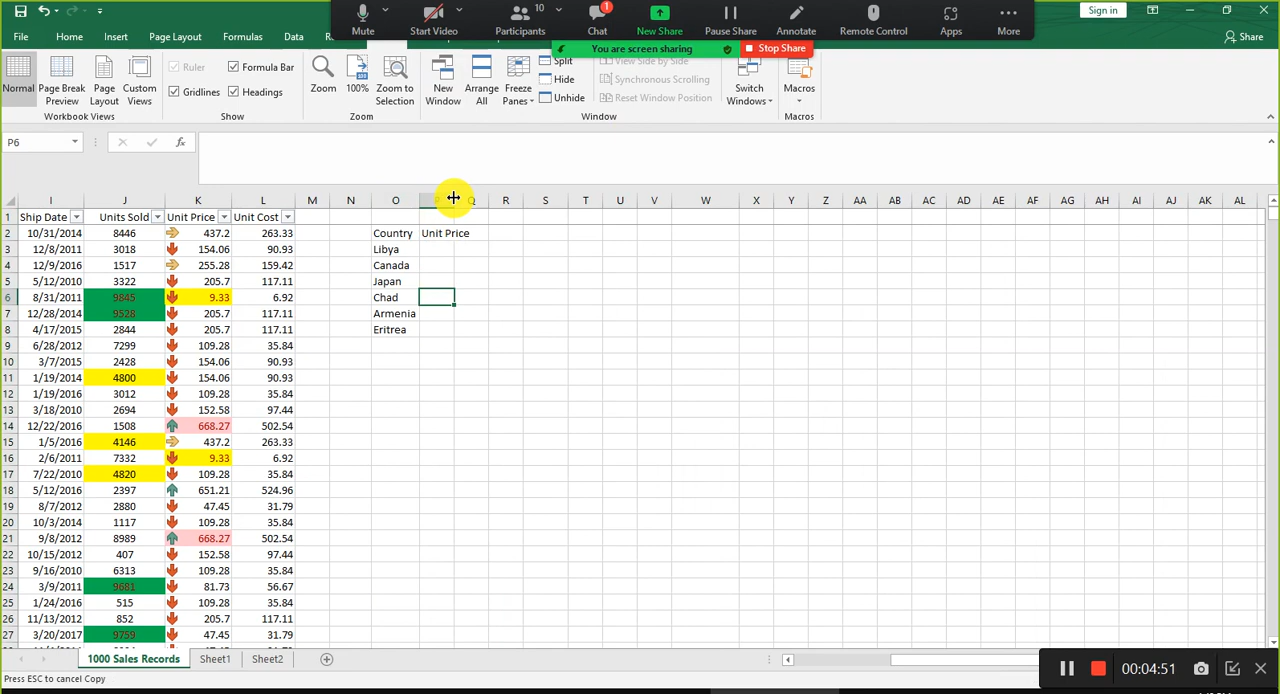 10 1 Sign in
Mute Start Video Participants Chat New Share Pause Share Annotate Remote Control Apps More
File Home Insert Page Layout Formulas Data Share
You are screen sharing Stop Share
Ruler Formula Bar Split View Side by Side
Gridlines Headings Hide Synchronous Scrolling
Unhide Reset Window Position
Normal Page Break Preview Page Layout Custom Views Zoom 100% Zoom to Selection New Window Arrange All Freeze Panes Switch Windows Macros
Workbook Views Show Zoom Window Macros
P6 fx
I J K L M N O P Q R S T U V W X Y Z AA AB AC AD AE AF AG AH AI AJ AK AL
1 Ship Date Units Sold Unit Price Unit Cost
2 10/31/2014 8446 437.2 263.33 Country Unit Price
3 12/8/2011 3018 154.06 90.93 Libya
4 12/9/2016 1517 255.28 159.42 Canada
5 5/12/2010 3322 205.7 117.11 Japan
6 8/31/2011 9845 9.33 6.92 Chad
7 12/28/2014 9528 205.7 117.11 Armenia
8 4/17/2015 2844 205.7 117.11 Eritrea
9 6/28/2012 7299 109.28 35.84
10 3/7/2015 2428 154.06 90.93
11 1/19/2014 4800 154.06 90.93
12 1/19/2016 3012 109.28 35.84
13 3/18/2010 2694 152.58 97.44
14 12/22/2016 1508 668.27 502.54
15 1/5/2016 4146 437.2 263.33
16 2/6/2011 7332 9.33 6.92
17 7/22/2010 4820 109.28 35.84
18 5/12/2016 2397 651.21 524.96
19 8/7/2012 2880 47.45 31.79
20 10/3/2014 1117 109.28 35.84
21 9/8/2012 8989 668.27 502.54
22 10/15/2012 407 152.58 97.44
23 9/16/2010 6313 109.28 35.84
24 3/9/2011 9681 81.73 56.67
25 1/24/2016 515 109.28 35.84
26 11/13/2012 852 205.7 117.11
27 3/20/2017 9759 47.45 31.79
1000 Sales Records Sheet1 Sheet2
00:04:51
Press ESC to cancel Copy